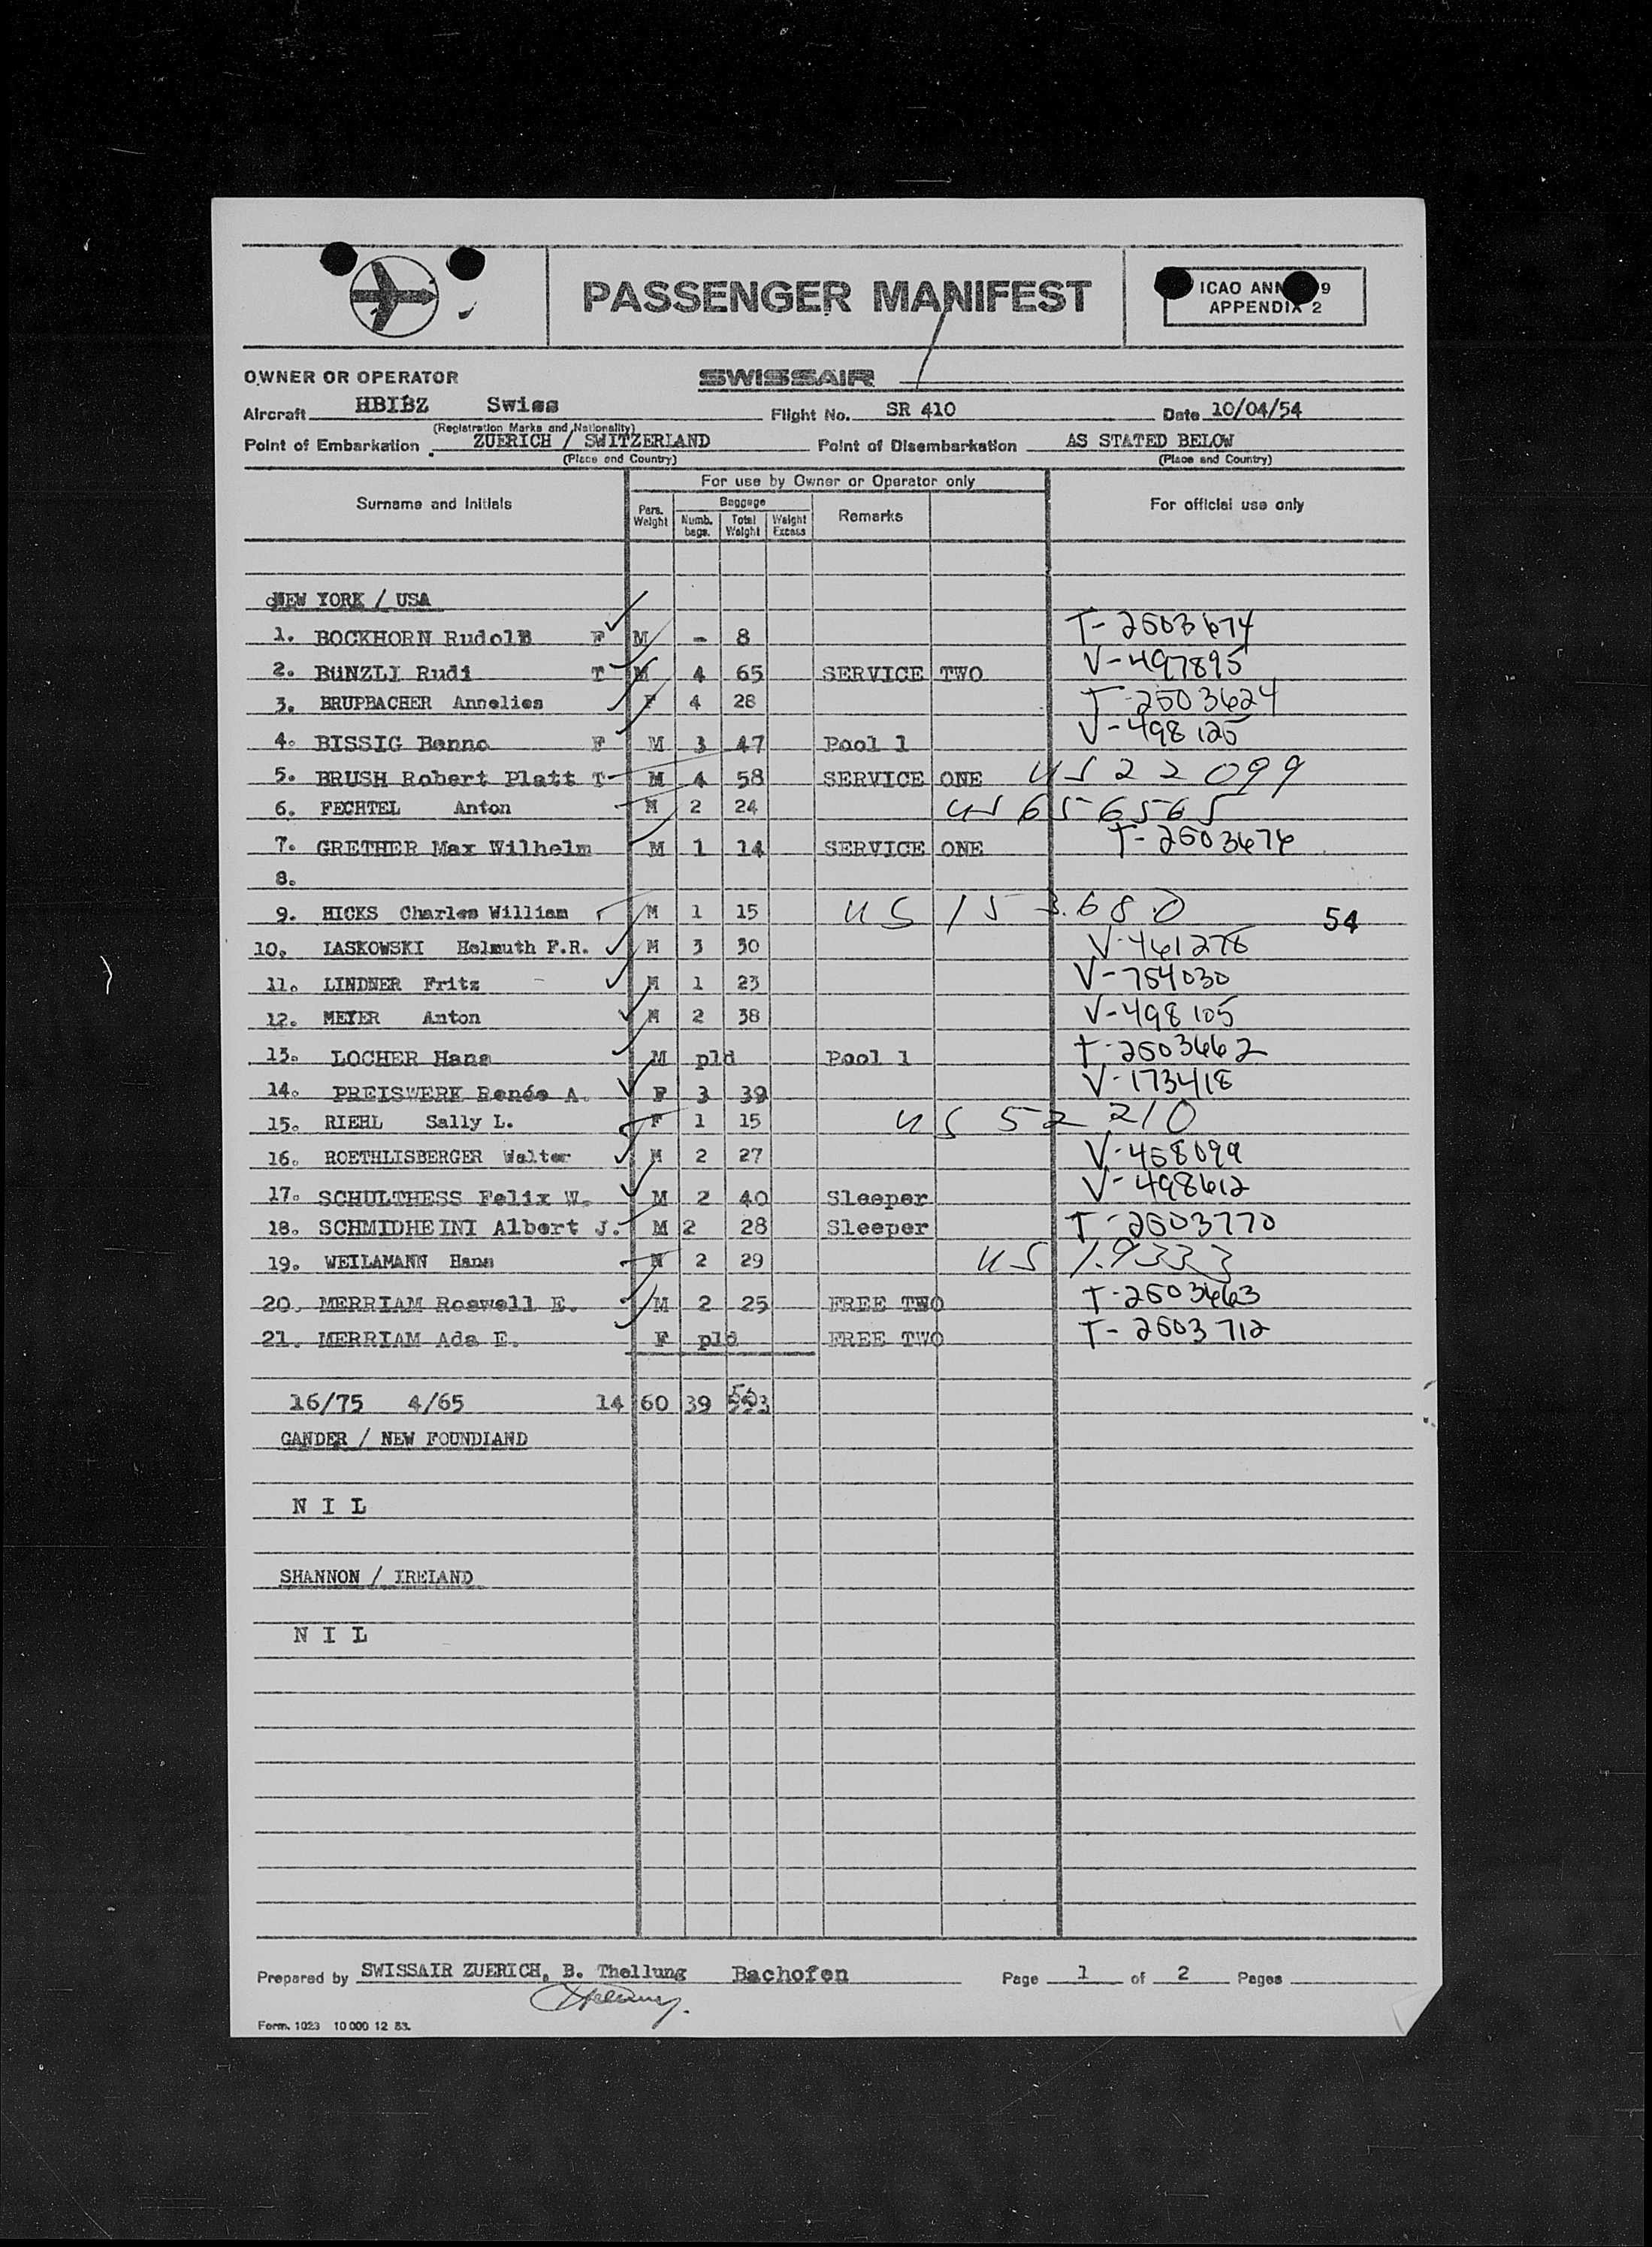 PASSENGER MANIFEST
ICAO ANN 9
APPENDIX 2
OWNER OR OPERATOR SWISSAIR
Aircraft HBIBZ Swiss Flight No. SR 410 Date 10/04/54
(Registration Marks and Nationality)
Point of Embarkation ZUERICH / SWITZERLAND Point of Disembarkation AS STATED BELOW
(Place and Country) (Place and Country)
For use by Owner or Operator only
Surname and Initials Pars. Weight Baggage Numb. bags. Total Weight Weight Excess Remarks For official use only
NEW YORK / USA
1. BOCKHORN Rudolf F M - 8 T-2503674
2. BüNZLI Rudi T M 4 65 SERVICE TWO V-497895
3. BRUPBACHER Annelies F 4 28 T-2503624
4. BISSIG Benno F M 3 47 Pool 1 V-498125
5. BRUSH Robert Platt T M 4 58 SERVICE ONE US 22 099
6. FECHTEL Anton M 2 24 US 656565
7. GRETHER Max Wilhelm M 1 14 SERVICE ONE T-2503676
8.
9. HICKS Charles William M 1 15 US 153680 54
10. LASKOWSKI Helmuth F.R. M 3 30 V-461278
11. LINDNER Fritz M 1 23 V-754030
12. MEYER Anton M 2 38 V-498105
13. LOCHER Hans M pld Pool 1 T-2503662
14. PREISWERK Renée A. F 3 39 V-173418
15. RIEHL Sally L. F 1 15 US 52 210
16. ROETHLISBERGER Walter M 2 27 V-458099
17. SCHULTHESS Felix W. M 2 40 Sleeper V-498612
18. SCHMIDHEINI Albert J. M 2 28 Sleeper T-2503770
19. WEILAMANN Hans M 2 29 US 19333
20. MERRIAM Roswell E. M 2 25 FREE TWO T-2503463
21. MERRIAM Ada E. F pld FREE TWO T-2503712
16/75 4/65 14 60 39
GANDER / NEW FOUNDLAND
N I L
SHANNON / IRELAND
N I L
Prepared by SWISSAIR ZUERICH, B. Thellung Bachofen Page 1 of 2 Pages
Form. 1023 10 000 12 53.